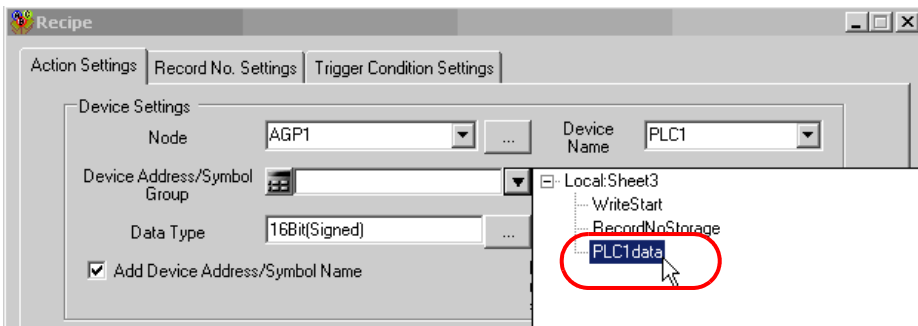 Recipe
Action Settings Record No. Settings Trigger Condition Settings
Device Settings
Node AGP1 ... Device Name PLC1
Device Address/Symbol Group
Local:Sheet3
WriteStart
RecordNoStorage
PLC1data
Data Type 16Bit(Signed) ...
Add Device Address/Symbol Name